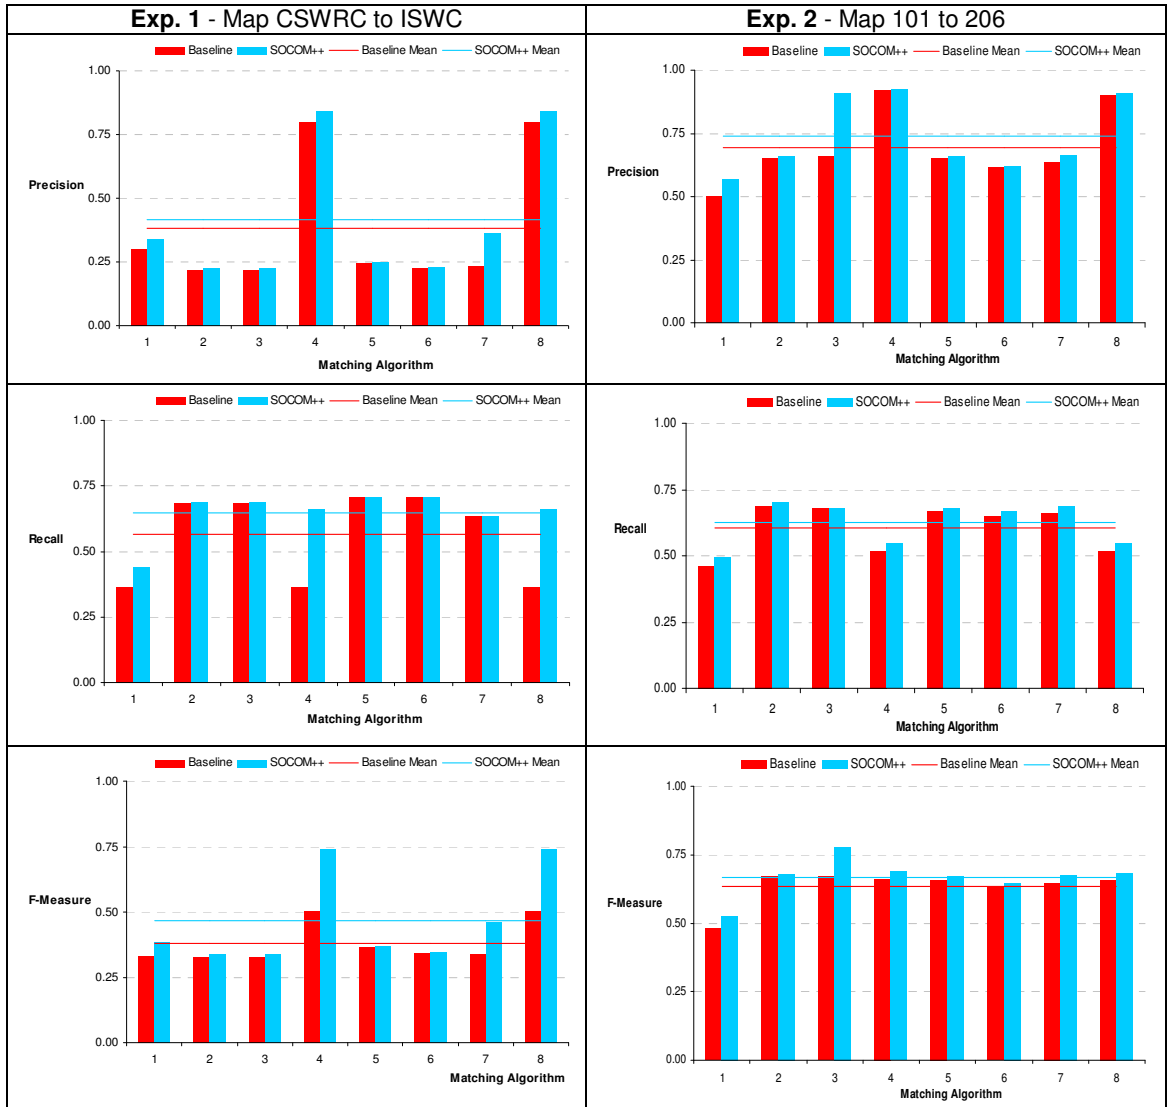 Exp. 1 - Map CSWRC to ISWC
Exp. 2 - Map 101 to 206
Baseline SOCOM++ Baseline Mean SOCOM++ Mean
1.00
0.75
Precision
0.50
0.25
0.00
1 2 3 4 5 6 7 8
Matching Algorithm
Baseline SOCOM++ Baseline Mean SOCOM++ Mean
1.00
0.75
Precision
0.50
0.25
0.00
1 2 3 4 5 6 7 8
Matching Algorithm
Baseline SOCOM++ Baseline Mean SOCOM++ Mean
1.00
0.75
Recall
0.50
0.25
0.00
1 2 3 4 5 6 7 8
Matching Algorithm
Baseline SOCOM++ Baseline Mean SOCOM++ Mean
1.00
0.75
Recall
0.50
0.25
0.00
1 2 3 4 5 6 7 8
Matching Algorithm
Baseline SOCOM++ Baseline Mean SOCOM++ Mean
1.00
0.75
F-Measure
0.50
0.25
0.00
1 2 3 4 5 6 7 8
Matching Algorithm
Baseline SOCOM++ Baseline Mean SOCOM++ Mean
1.00
0.75
F-Measure
0.50
0.25
0.00
1 2 3 4 5 6 7 8
Matching Algorithm